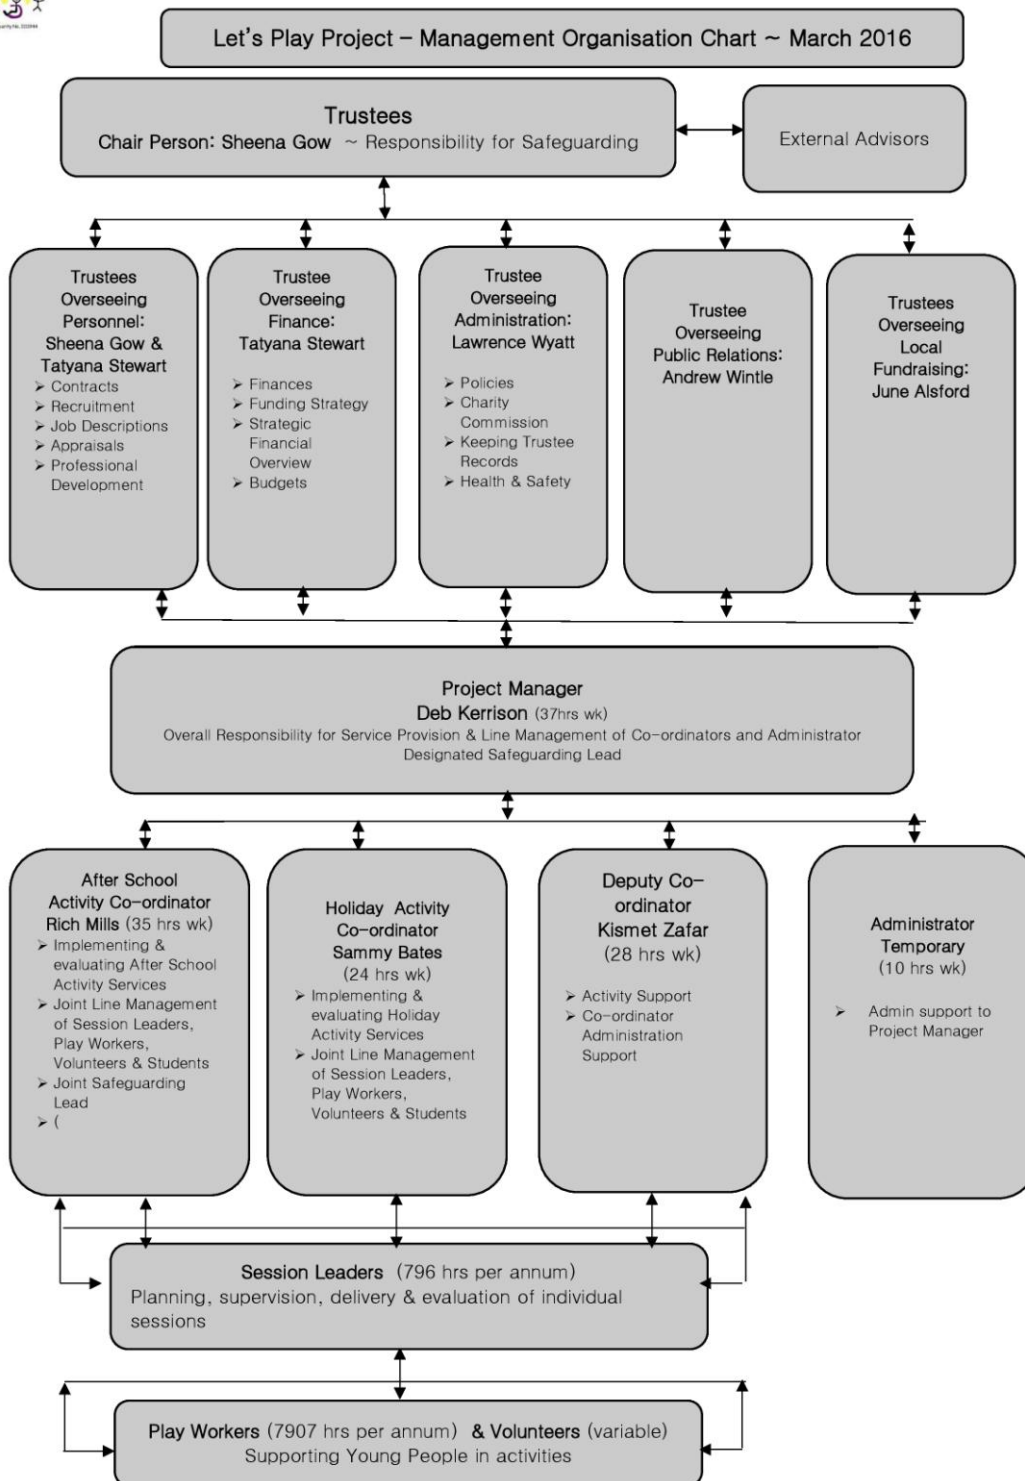 Let's Play Project – Management Organisation Chart ~ March 2016
Trustees
Chair Person: Sheena Gow ~ Responsibility for Safeguarding
External Advisors
Trustees
Overseeing
Personnel:
Sheena Gow &
Tatyana Stewart
➢ Contracts
➢ Recruitment
➢ Job Descriptions
➢ Appraisals
➢ Professional
Development
Trustee
Overseeing
Finance:
Tatyana Stewart
➢ Finances
➢ Funding Strategy
➢ Strategic
Financial
Overview
➢ Budgets
Trustee
Overseeing
Administration:
Lawrence Wyatt
➢ Policies
➢ Charity
Commission
➢ Keeping Trustee
Records
➢ Health & Safety
Trustee
Overseeing
Public Relations:
Andrew Wintle
Trustees
Overseeing
Local
Fundraising:
June Alsford
Project Manager
Deb Kerrison (37hrs wk)
Overall Responsibility for Service Provision & Line Management of Co-ordinators and Administrator
Designated Safeguarding Lead
After School
Activity Co-ordinator
Rich Mills (35 hrs wk)
➢ Implementing &
evaluating After School
Activity Services
➢ Joint Line Management
of Session Leaders,
Play Workers,
Volunteers & Students
➢ Joint Safeguarding
Lead
➢ (
Holiday Activity
Co-ordinator
Sammy Bates
(24 hrs wk)
➢ Implementing &
evaluating Holiday
Activity Services
➢ Joint Line Management
of Session Leaders,
Play Workers,
Volunteers & Students
Deputy Co-
ordinator
Kismet Zafar
(28 hrs wk)
➢ Activity Support
➢ Co-ordinator
Administration
Support
Administrator
Temporary
(10 hrs wk)
➢ Admin support to
Project Manager
Session Leaders (796 hrs per annum)
Planning, supervision, delivery & evaluation of individual
sessions
Play Workers (7907 hrs per annum) & Volunteers (variable)
Supporting Young People in activities